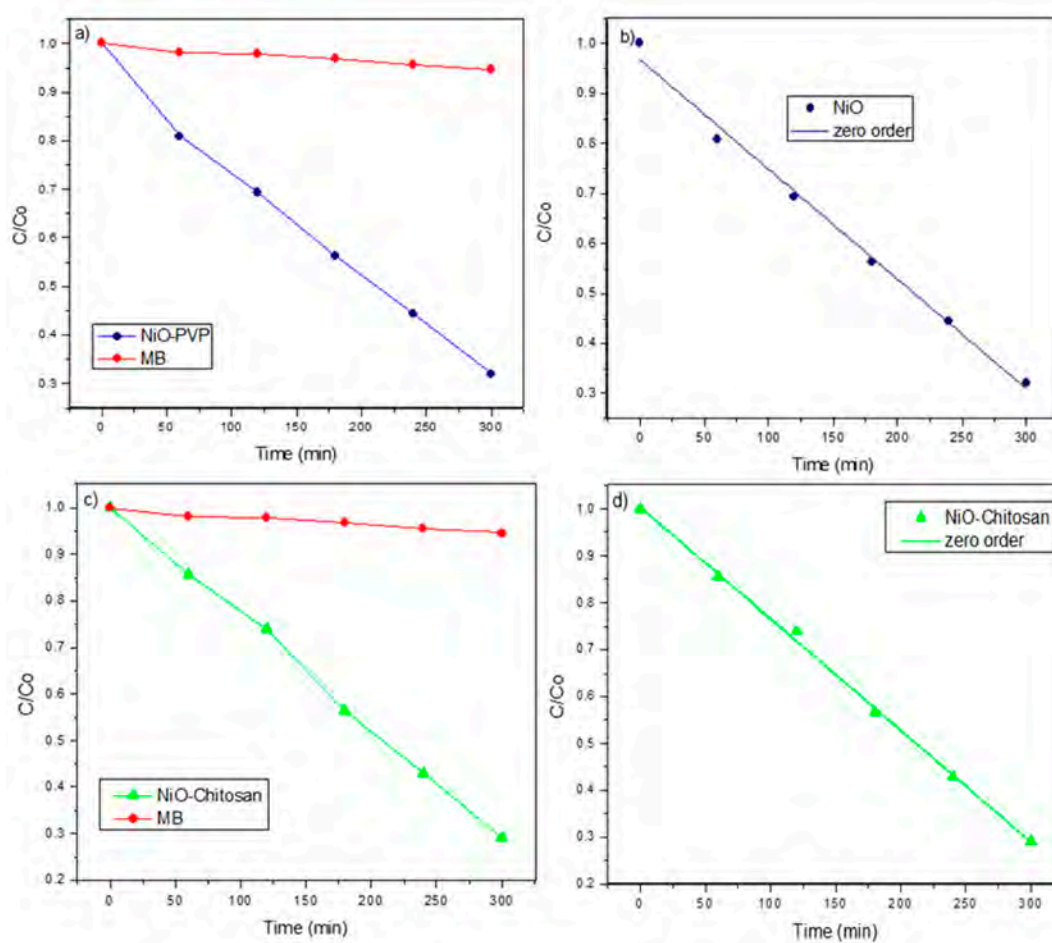 a)
1.0
0.9
0.8
0.7
0.6
0.5
0.4
0.3
C/Co
NiO-PVP
MB
0 50 100 150 200 250 300
Time (min)
b)
1.0
0.9
0.8
0.7
0.6
0.5
0.4
0.3
C/Co
NiO
zero order
0 50 100 150 200 250 300
Time (min)
c)
1.0
0.9
0.8
0.7
0.6
0.5
0.4
0.3
0.2
C/Co
NiO-Chitosan
MB
0 50 100 150 200 250 300
Time (min)
d)
1.0
0.9
0.8
0.7
0.6
0.5
0.4
0.3
0.2
C/Co
NiO-Chitosan
zero order
0 50 100 150 200 250 300
Time (min)